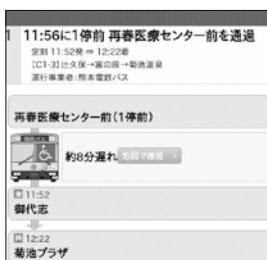 1 11:56に1停前 再春医療センター前を通過
定刻 11:52発 ⇒ 12:22着
[C1-3]辻久保→富の原→菊池温泉
運行事業者:熊本電鉄バス
再春医療センター前(1停前)
約8分遅れ 地図で確認 >
11:52
御代志
12:22
菊池プラザ